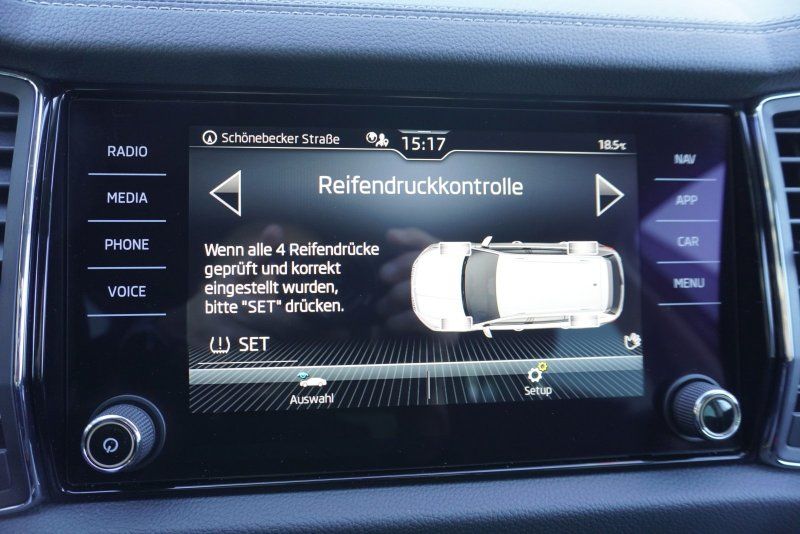 RADIO
MEDIA
PHONE
VOICE
Schönebecker Straße
15:17
18.5°C
Reifendruckkontrolle
Wenn alle 4 Reifendrücke
geprüft und korrekt
eingestellt wurden,
bitte "SET" drücken.
SET
Auswahl
Setup
NAV
APP
CAR
MENU